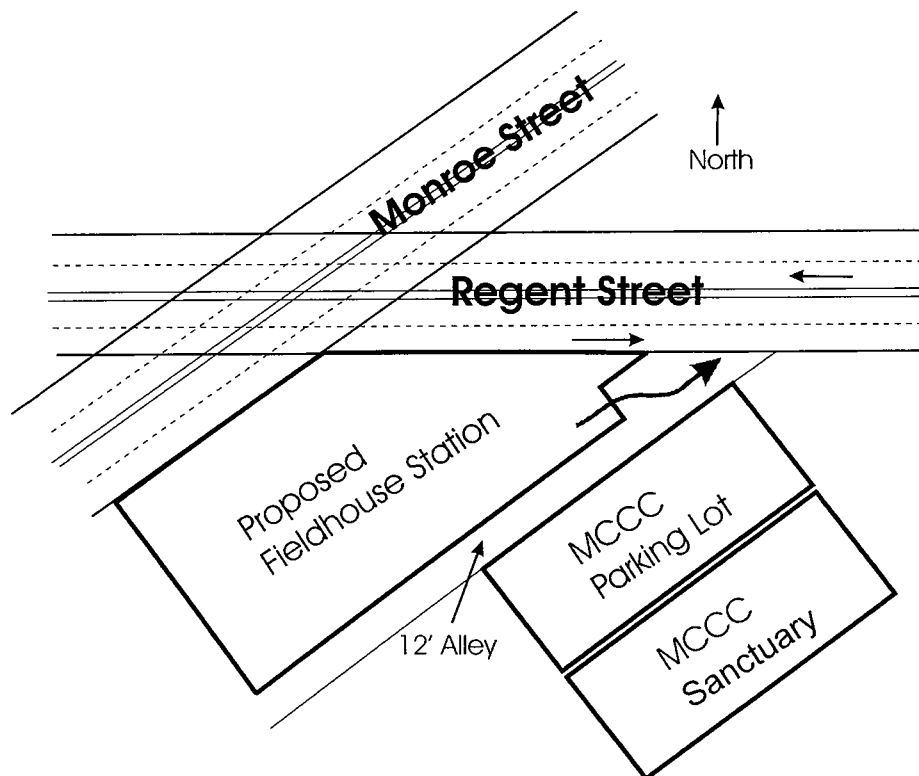 Monroe Street
North
Regent Street
Proposed
Fieldhouse Station
MCCC
Parking Lot
12' Alley
MCCC
Sanctuary